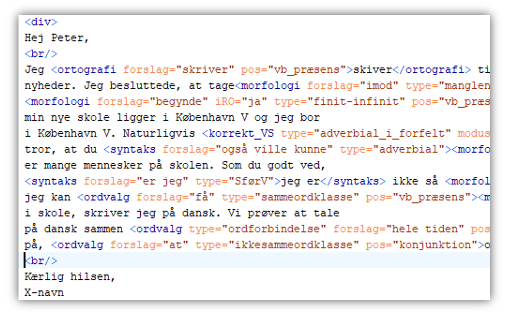 <div>
Hej Peter,
<br/>
Jeg <ortografi forslag="skriver" pos="vb_præsens">skiver</ortografi> ti
nyheder. Jeg besluttede, at tage<morfologi forslag="imod" type="manglen
<morfologi forslag="begynde" iRO="ja" type="finit-infinit" pos="vb_præs
min nye skole ligger i København V og jeg bor
i København V. Naturligvis <korrekt_VS type="adverbial_i_forfelt" modus
tror, at du <syntaks forslag="også ville kunne" type="adverbial"><morfo
er mange mennesker på skolen. Som du godt ved,
<syntaks forslag="er jeg" type="SførV">jeg er</syntaks> ikke så <morfol
jeg kan <ordvalg forslag="få" type="sammeordklasse" pos="vb_præsens"><m
i skole, skriver jeg på dansk. Vi prøver at tale
på dansk sammen <ordvalg type="ordforbindelse" forslag="hele tiden" pos
på, <ordvalg forslag="at" type="ikkesammeordklasse" pos="konjunktion">o
<br/>
Kærlig hilsen,
X-navn